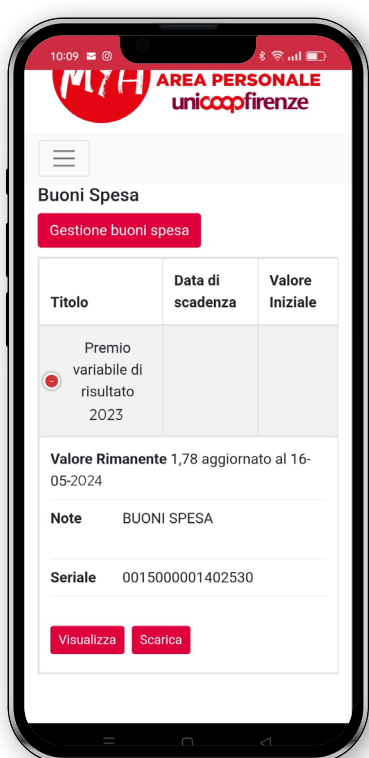 10:09
MYH
AREA PERSONALE
unicoopfirenze
Buoni Spesa
Gestione buoni spesa
Titolo
Data di
scadenza
Valore
Iniziale
Premio
variabile di
risultato
2023
Valore Rimanente 1,78 aggiornato al 16-
05-2024
Note BUONI SPESA
Seriale 0015000001402530
Visualizza
Scarica